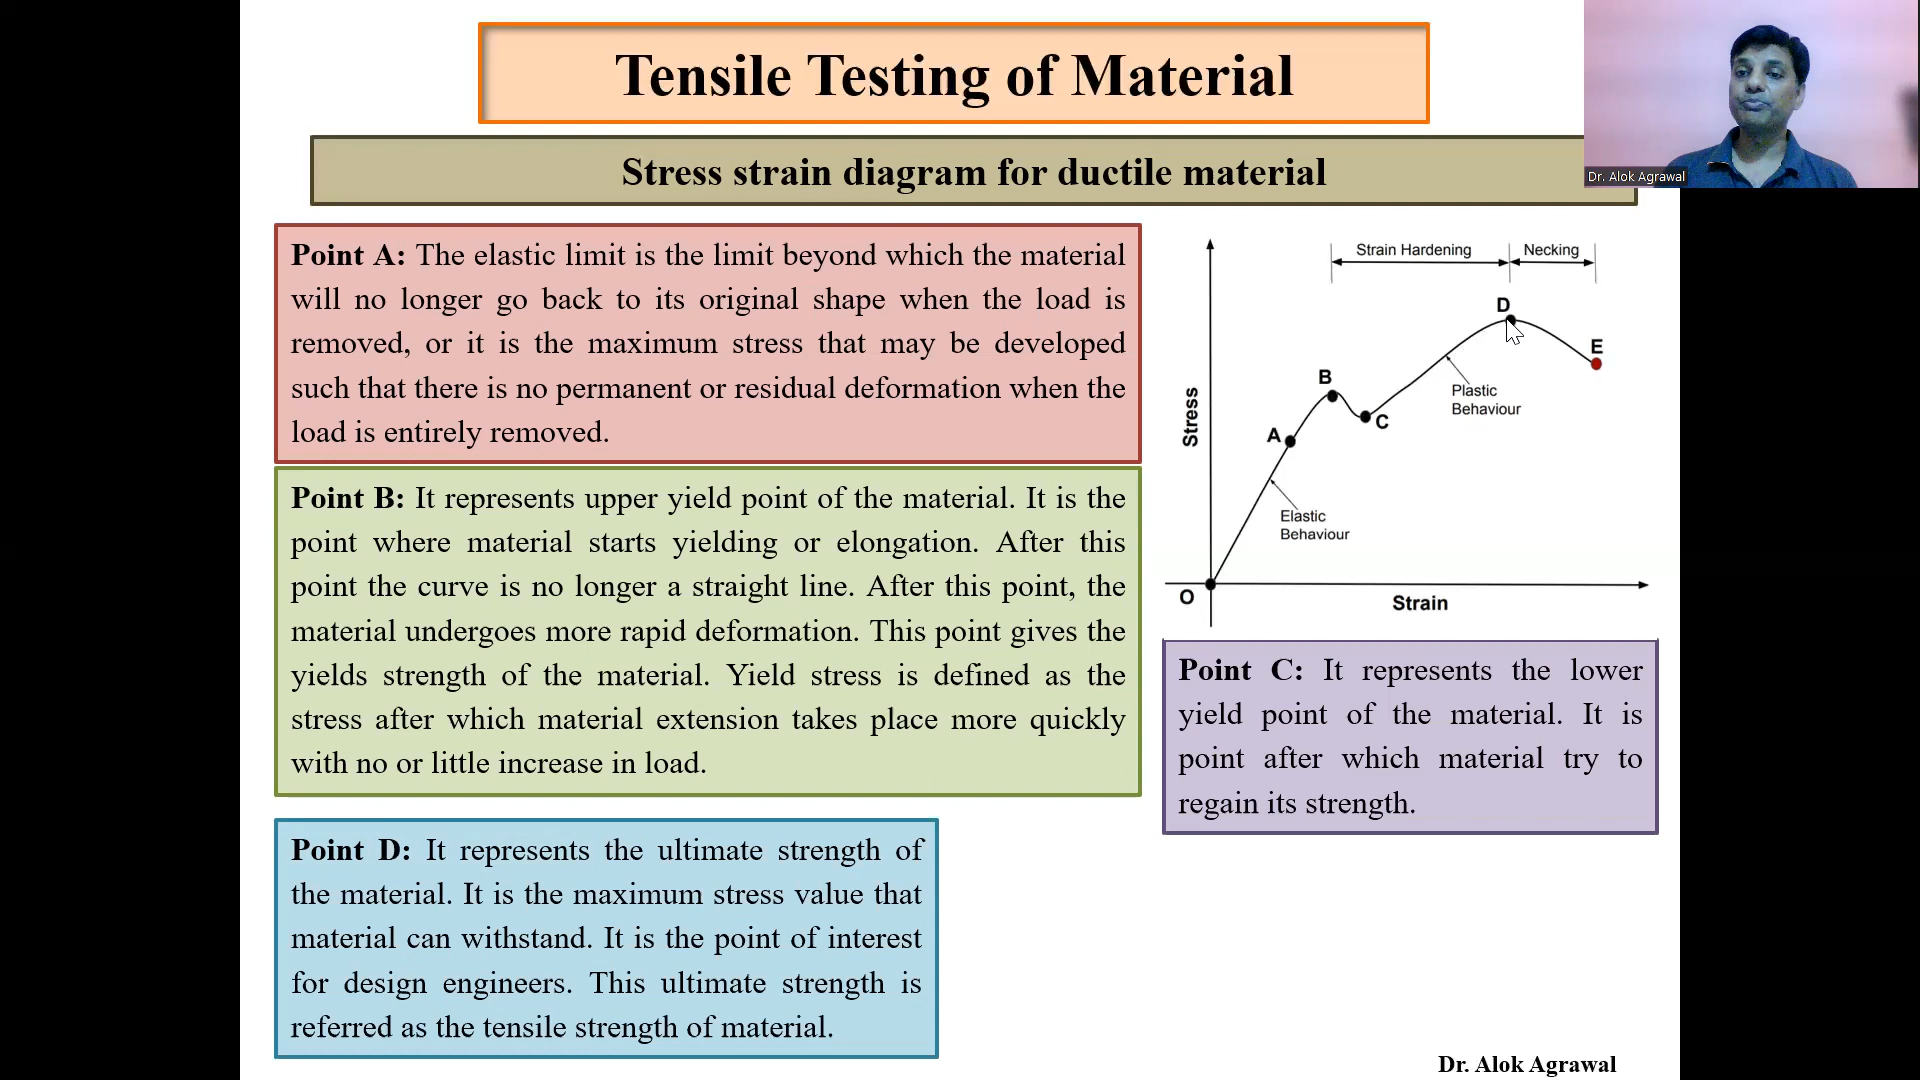 Tensile Testing of Material
Stress strain diagram for ductile material
Dr. Alok Agrawal
Point A: The elastic limit is the limit beyond which the material
will no longer go back to its original shape when the load is
removed, or it is the maximum stress that may be developed
such that there is no permanent or residual deformation when the
load is entirely removed.
Point B: It represents upper yield point of the material. It is the
point where material starts yielding or elongation. After this
point the curve is no longer a straight line. After this point, the
material undergoes more rapid deformation. This point gives the
yields strength of the material. Yield stress is defined as the
stress after which material extension takes place more quickly
with no or little increase in load.
Strain Hardening
Necking
D
E
B
Plastic
Behaviour
C
A
Stress
Elastic
Behaviour
O
Strain
Point C: It represents the lower
yield point of the material. It is
point after which material try to
regain its strength.
Point D: It represents the ultimate strength of
the material. It is the maximum stress value that
material can withstand. It is the point of interest
for design engineers. This ultimate strength is
referred as the tensile strength of material.
Dr. Alok Agrawal